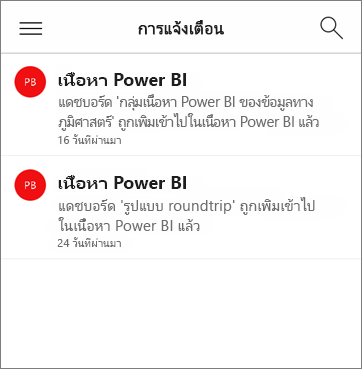 การแจ้งเตือน
PB
เนื้อหา Power BI
แดชบอร์ด 'กลุ่มเนื้อหา Power BI ของข้อมูลทาง
ภูมิศาสตร์' ถูกเพิ่มเข้าไปในเนื้อหา Power BI แล้ว
16 วันที่ผ่านมา
PB
เนื้อหา Power BI
แดชบอร์ด 'รูปแบบ roundtrip' ถูกเพิ่มเข้าไป
ในเนื้อหา Power BI แล้ว
24 วันที่ผ่านมา